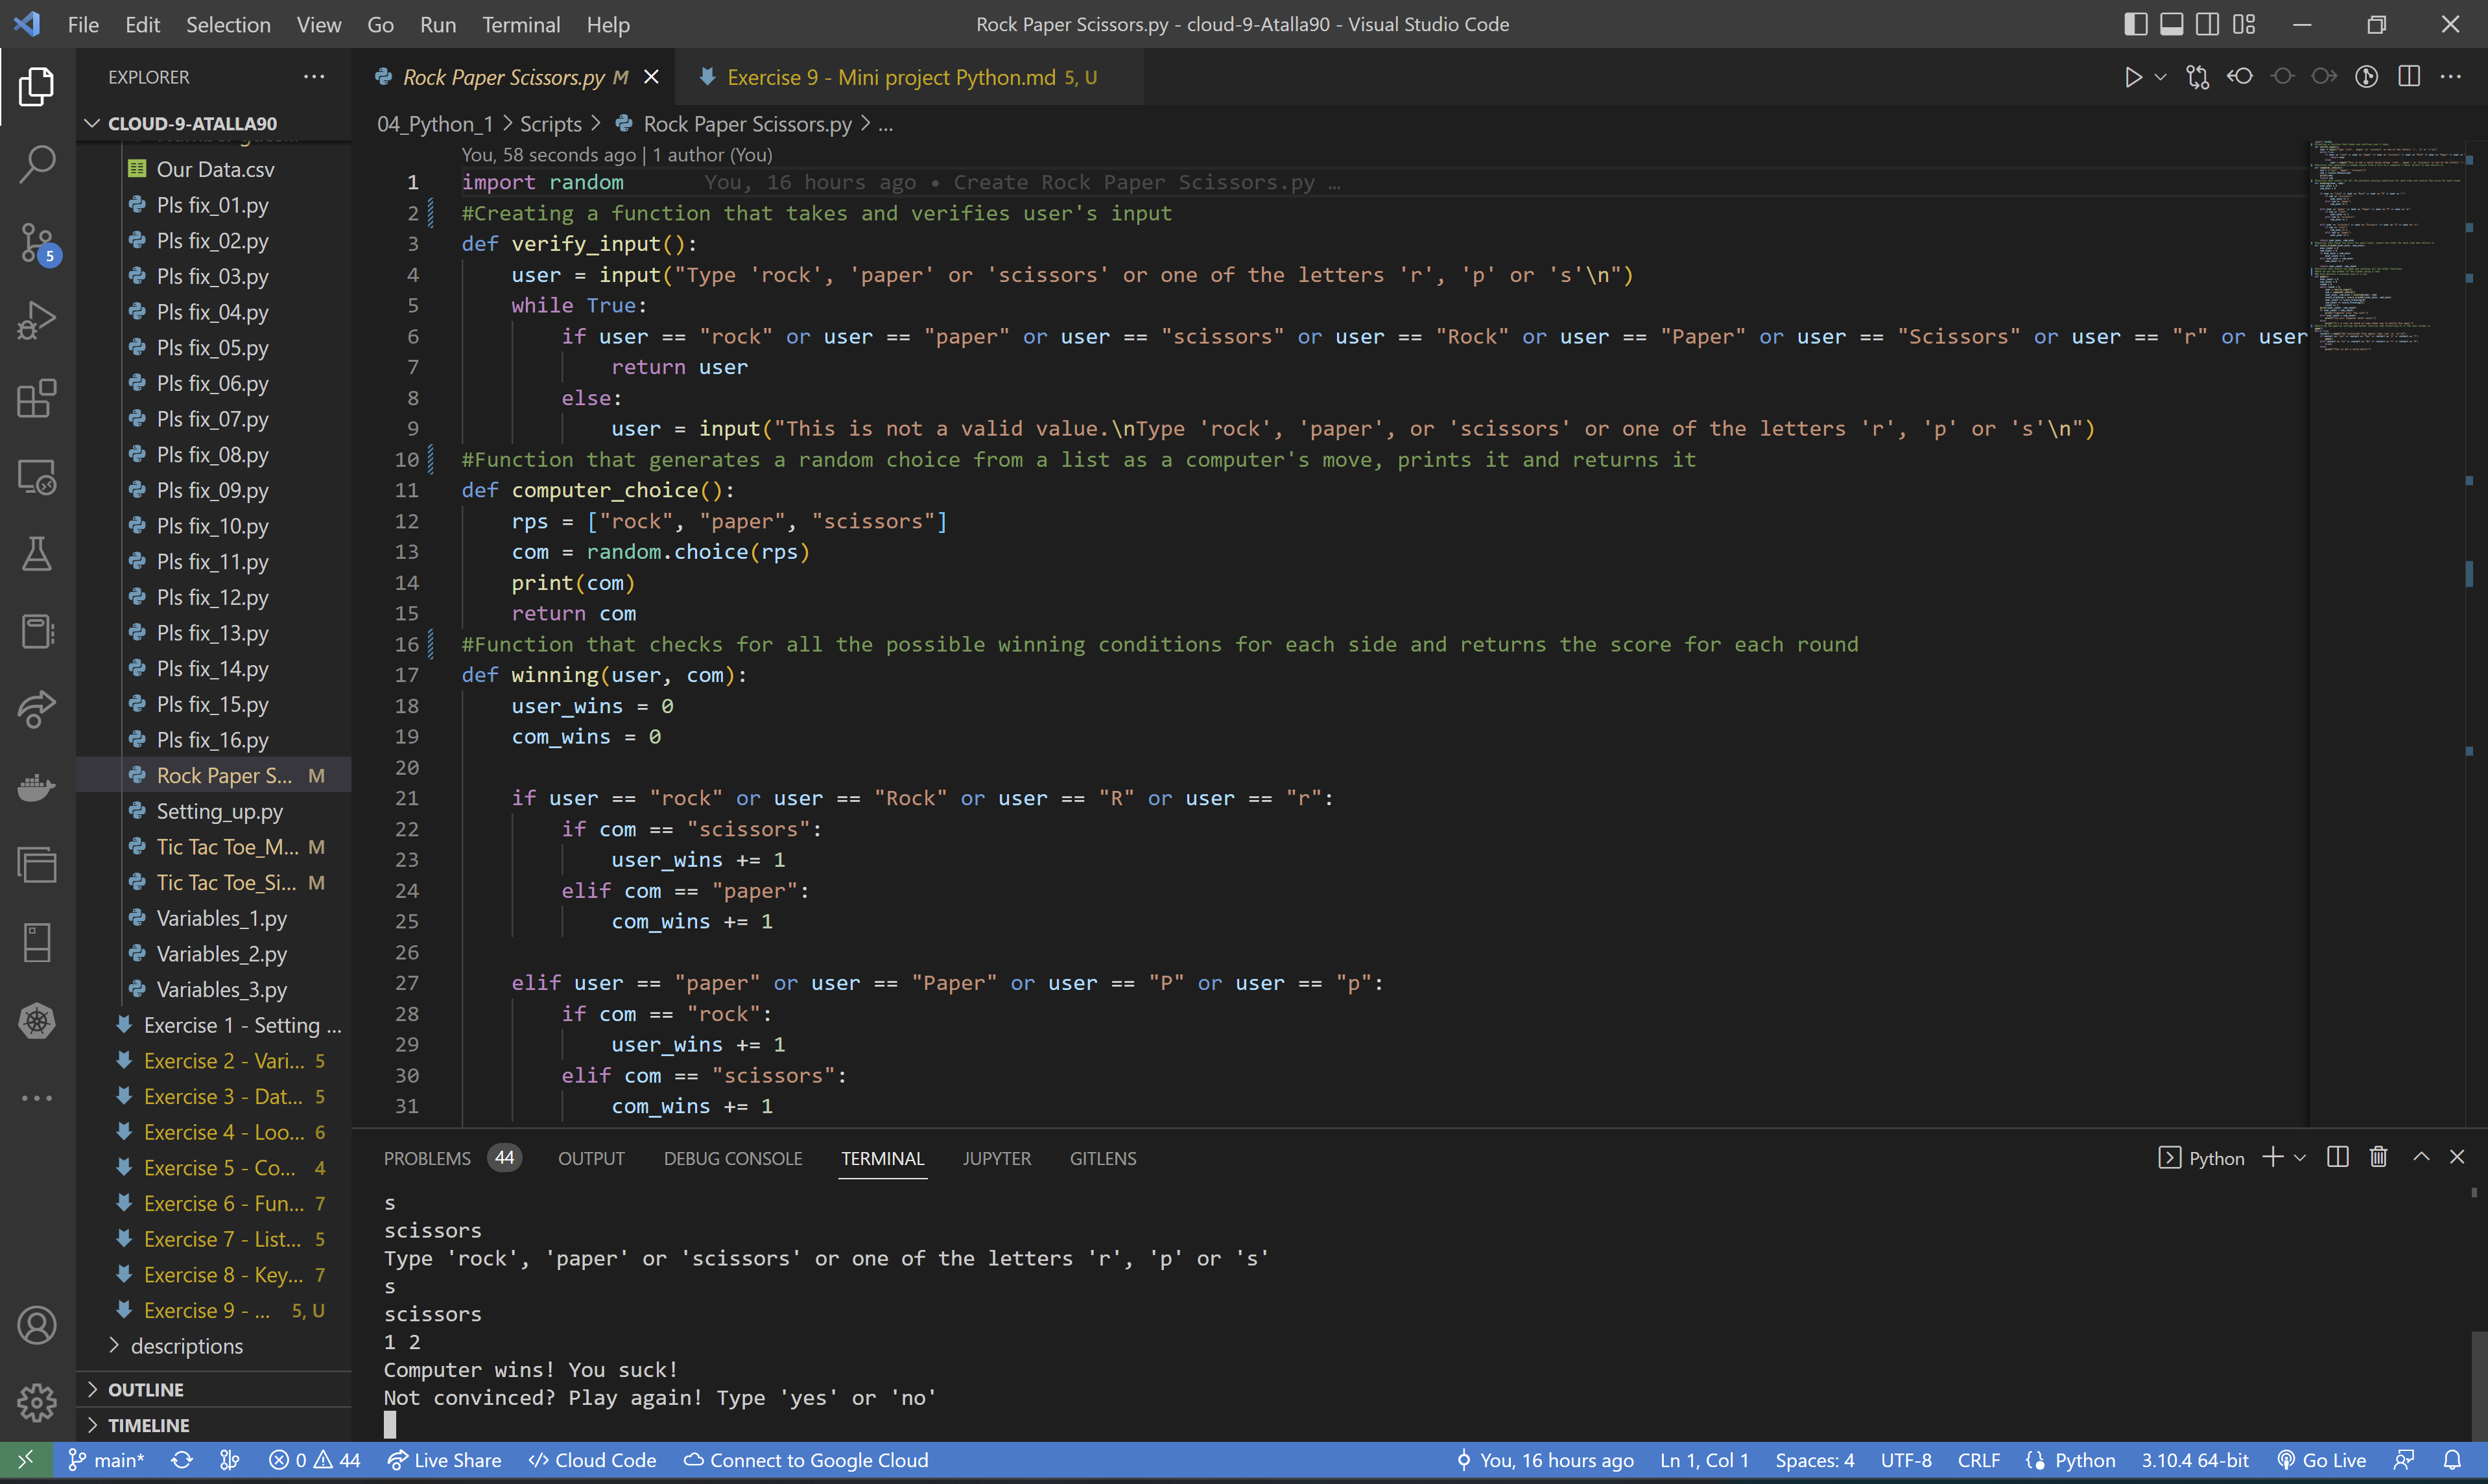 File Edit Selection View Go Run Terminal Help
Rock Paper Scissors.py - cloud-9-Atalla90 - Visual Studio Code
EXPLORER
CLOUD-9-ATALLA90
Our Data.csv
Pls fix_01.py
Pls fix_02.py
Pls fix_03.py
Pls fix_04.py
Pls fix_05.py
Pls fix_06.py
Pls fix_07.py
Pls fix_08.py
Pls fix_09.py
Pls fix_10.py
Pls fix_11.py
Pls fix_12.py
Pls fix_13.py
Pls fix_14.py
Pls fix_15.py
Pls fix_16.py
Rock Paper S... M
Setting_up.py
Tic Tac Toe_M... M
Tic Tac Toe_Si... M
Variables_1.py
Variables_2.py
Variables_3.py
Exercise 1 - Setting ...
Exercise 2 - Vari... 5
Exercise 3 - Dat... 5
Exercise 4 - Loo... 6
Exercise 5 - Co... 4
Exercise 6 - Fun... 7
Exercise 7 - List... 5
Exercise 8 - Key... 7
Exercise 9 - ... 5, U
descriptions
OUTLINE
TIMELINE
5
Rock Paper Scissors.py M
Exercise 9 - Mini project Python.md 5, U
04_Python_1 > Scripts > Rock Paper Scissors.py > ...
You, 58 seconds ago | 1 author (You)
1 import random You, 16 hours ago • Create Rock Paper Scissors.py …
2 #Creating a function that takes and verifies user's input
3 def verify_input():
4 user = input("Type 'rock', 'paper' or 'scissors' or one of the letters 'r', 'p' or 's'\n")
5 while True:
6 if user == "rock" or user == "paper" or user == "scissors" or user == "Rock" or user == "Paper" or user == "Scissors" or user == "r" or user
7 return user
8 else:
9 user = input("This is not a valid value.\nType 'rock', 'paper', or 'scissors' or one of the letters 'r', 'p' or 's'\n")
10 #Function that generates a random choice from a list as a computer's move, prints it and returns it
11 def computer_choice():
12 rps = ["rock", "paper", "scissors"]
13 com = random.choice(rps)
14 print(com)
15 return com
16 #Function that checks for all the possible winning conditions for each side and returns the score for each round
17 def winning(user, com):
18 user_wins = 0
19 com_wins = 0
20
21 if user == "rock" or user == "Rock" or user == "R" or user == "r":
22 if com == "scissors":
23 user_wins += 1
24 elif com == "paper":
25 com_wins += 1
26
27 elif user == "paper" or user == "Paper" or user == "P" or user == "p":
28 if com == "rock":
29 user_wins += 1
30 elif com == "scissors":
31 com_wins += 1
PROBLEMS 44 OUTPUT DEBUG CONSOLE TERMINAL JUPYTER GITLENS
Python
s
scissors
Type 'rock', 'paper' or 'scissors' or one of the letters 'r', 'p' or 's'
s
scissors
1 2
Computer wins! You suck!
Not convinced? Play again! Type 'yes' or 'no'
main* 0 44 Live Share Cloud Code Connect to Google Cloud
You, 16 hours ago Ln 1, Col 1 Spaces: 4 UTF-8 CRLF Python 3.10.4 64-bit Go Live